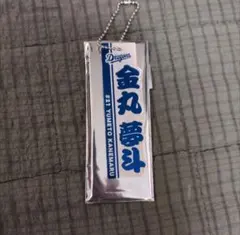 Dragons
金丸 夢斗
#21 YUMETO KANEMARU